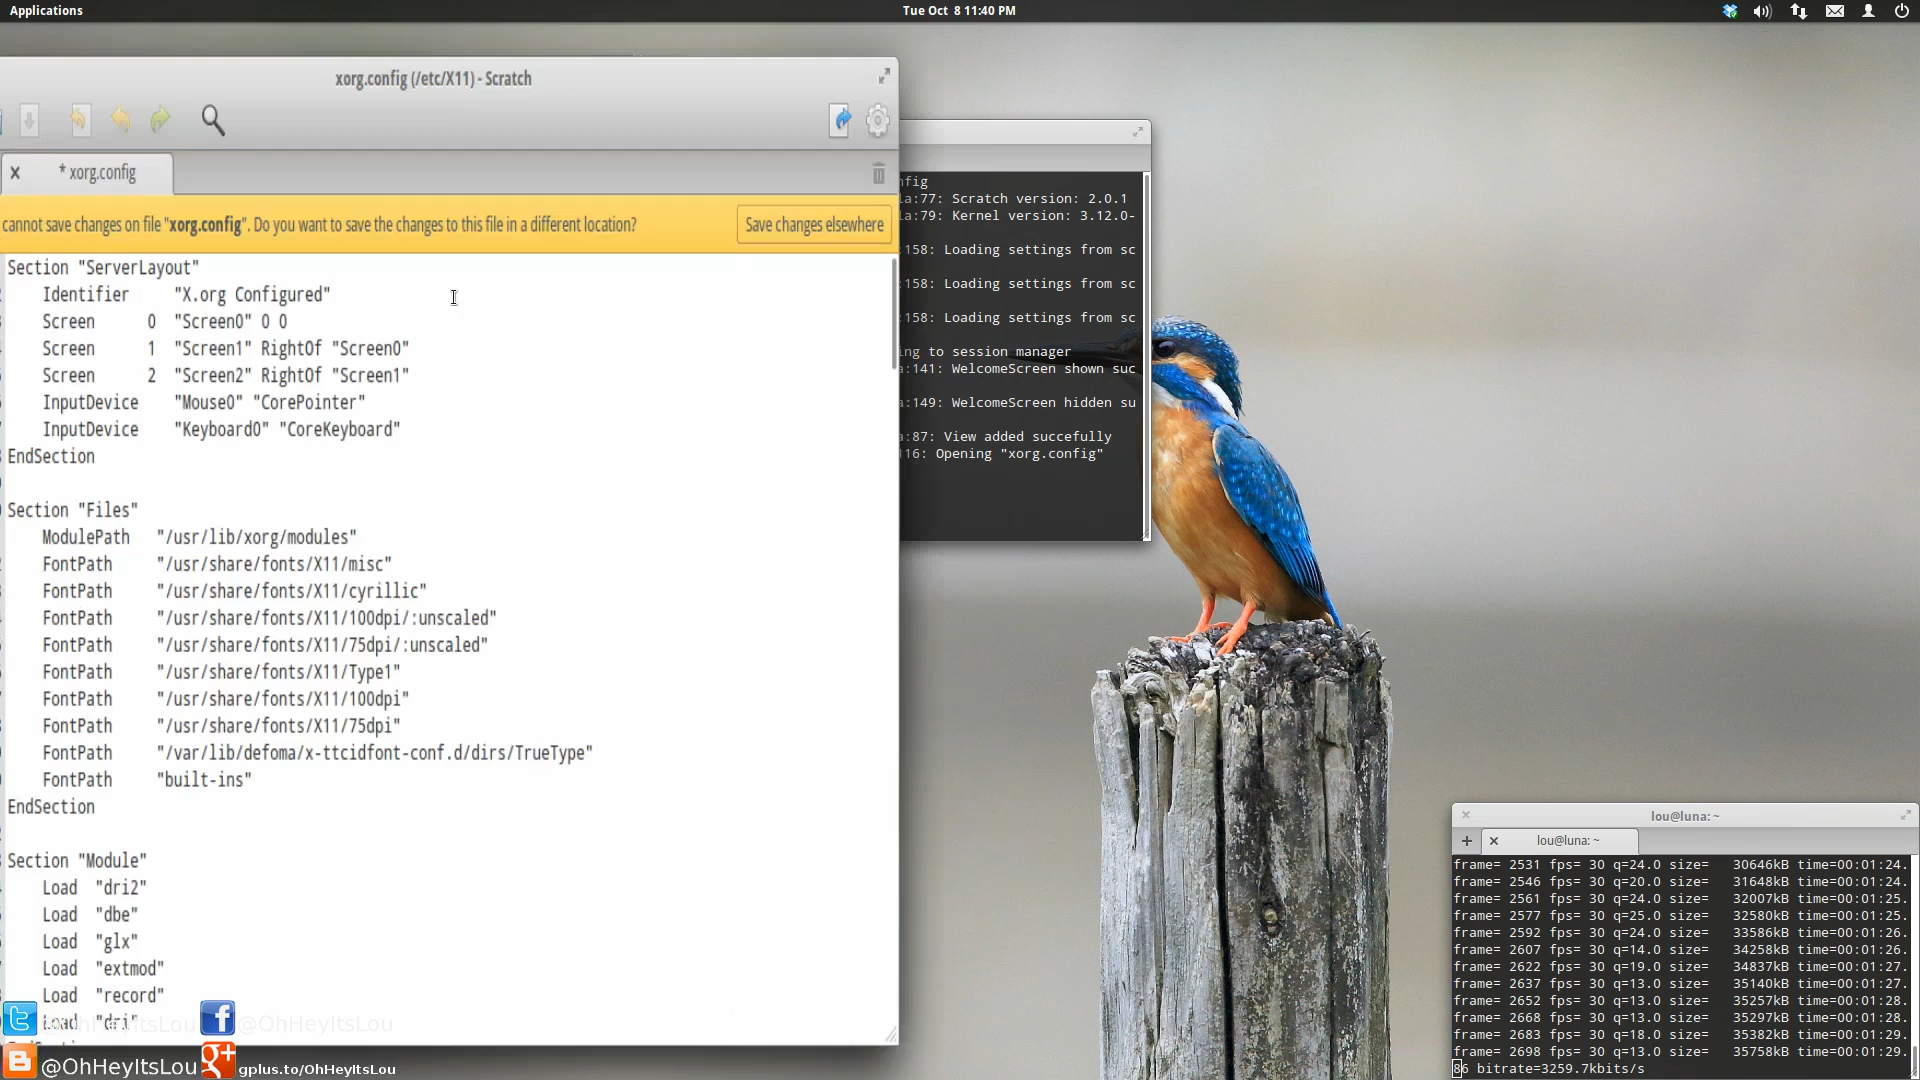 Applications
Tue Oct 8 11:40 PM
xorg.config (/etc/X11) - Scratch
* xorg.config
cannot save changes on file "xorg.config". Do you want to save the changes to this file in a different location?
Save changes elsewhere
Section "ServerLayout"
Identifier "X.org Configured"
Screen 0 "Screen0" 0 0
Screen 1 "Screen1" RightOf "Screen0"
Screen 2 "Screen2" RightOf "Screen1"
InputDevice "Mouse0" "CorePointer"
InputDevice "Keyboard0" "CoreKeyboard"
EndSection
Section "Files"
ModulePath "/usr/lib/xorg/modules"
FontPath "/usr/share/fonts/X11/misc"
FontPath "/usr/share/fonts/X11/cyrillic"
FontPath "/usr/share/fonts/X11/100dpi/:unscaled"
FontPath "/usr/share/fonts/X11/75dpi/:unscaled"
FontPath "/usr/share/fonts/X11/Type1"
FontPath "/usr/share/fonts/X11/100dpi"
FontPath "/usr/share/fonts/X11/75dpi"
FontPath "/var/lib/defoma/x-ttcidfont-conf.d/dirs/TrueType"
FontPath "built-ins"
EndSection
Section "Module"
Load "dri2"
Load "dbe"
Load "glx"
Load "extmod"
Load "record"
Load "dri"
@OhHeyItsLou
@OhHeyItsLou
gplus.to/OhHeyItsLou
nfig
la:77: Scratch version: 2.0.1
la:79: Kernel version: 3.12.0-
:158: Loading settings from sc
:158: Loading settings from sc
:158: Loading settings from sc
ing to session manager
a:141: WelcomeScreen shown suc
a:149: WelcomeScreen hidden su
a:87: View added succefully
116: Opening "xorg.config"
lou@luna: ~
lou@luna: ~
frame= 2531 fps= 30 q=24.0 size= 30646kB time=00:01:24.
frame= 2546 fps= 30 q=20.0 size= 31648kB time=00:01:24.
frame= 2561 fps= 30 q=24.0 size= 32007kB time=00:01:25.
frame= 2577 fps= 30 q=25.0 size= 32580kB time=00:01:25.
frame= 2592 fps= 30 q=24.0 size= 33586kB time=00:01:26.
frame= 2607 fps= 30 q=14.0 size= 34258kB time=00:01:26.
frame= 2622 fps= 30 q=19.0 size= 34837kB time=00:01:27.
frame= 2637 fps= 30 q=13.0 size= 35140kB time=00:01:27.
frame= 2652 fps= 30 q=13.0 size= 35257kB time=00:01:28.
frame= 2668 fps= 30 q=13.0 size= 35297kB time=00:01:28.
frame= 2683 fps= 30 q=18.0 size= 35382kB time=00:01:29.
frame= 2698 fps= 30 q=13.0 size= 35758kB time=00:01:29.
86 bitrate=3259.7kbits/s